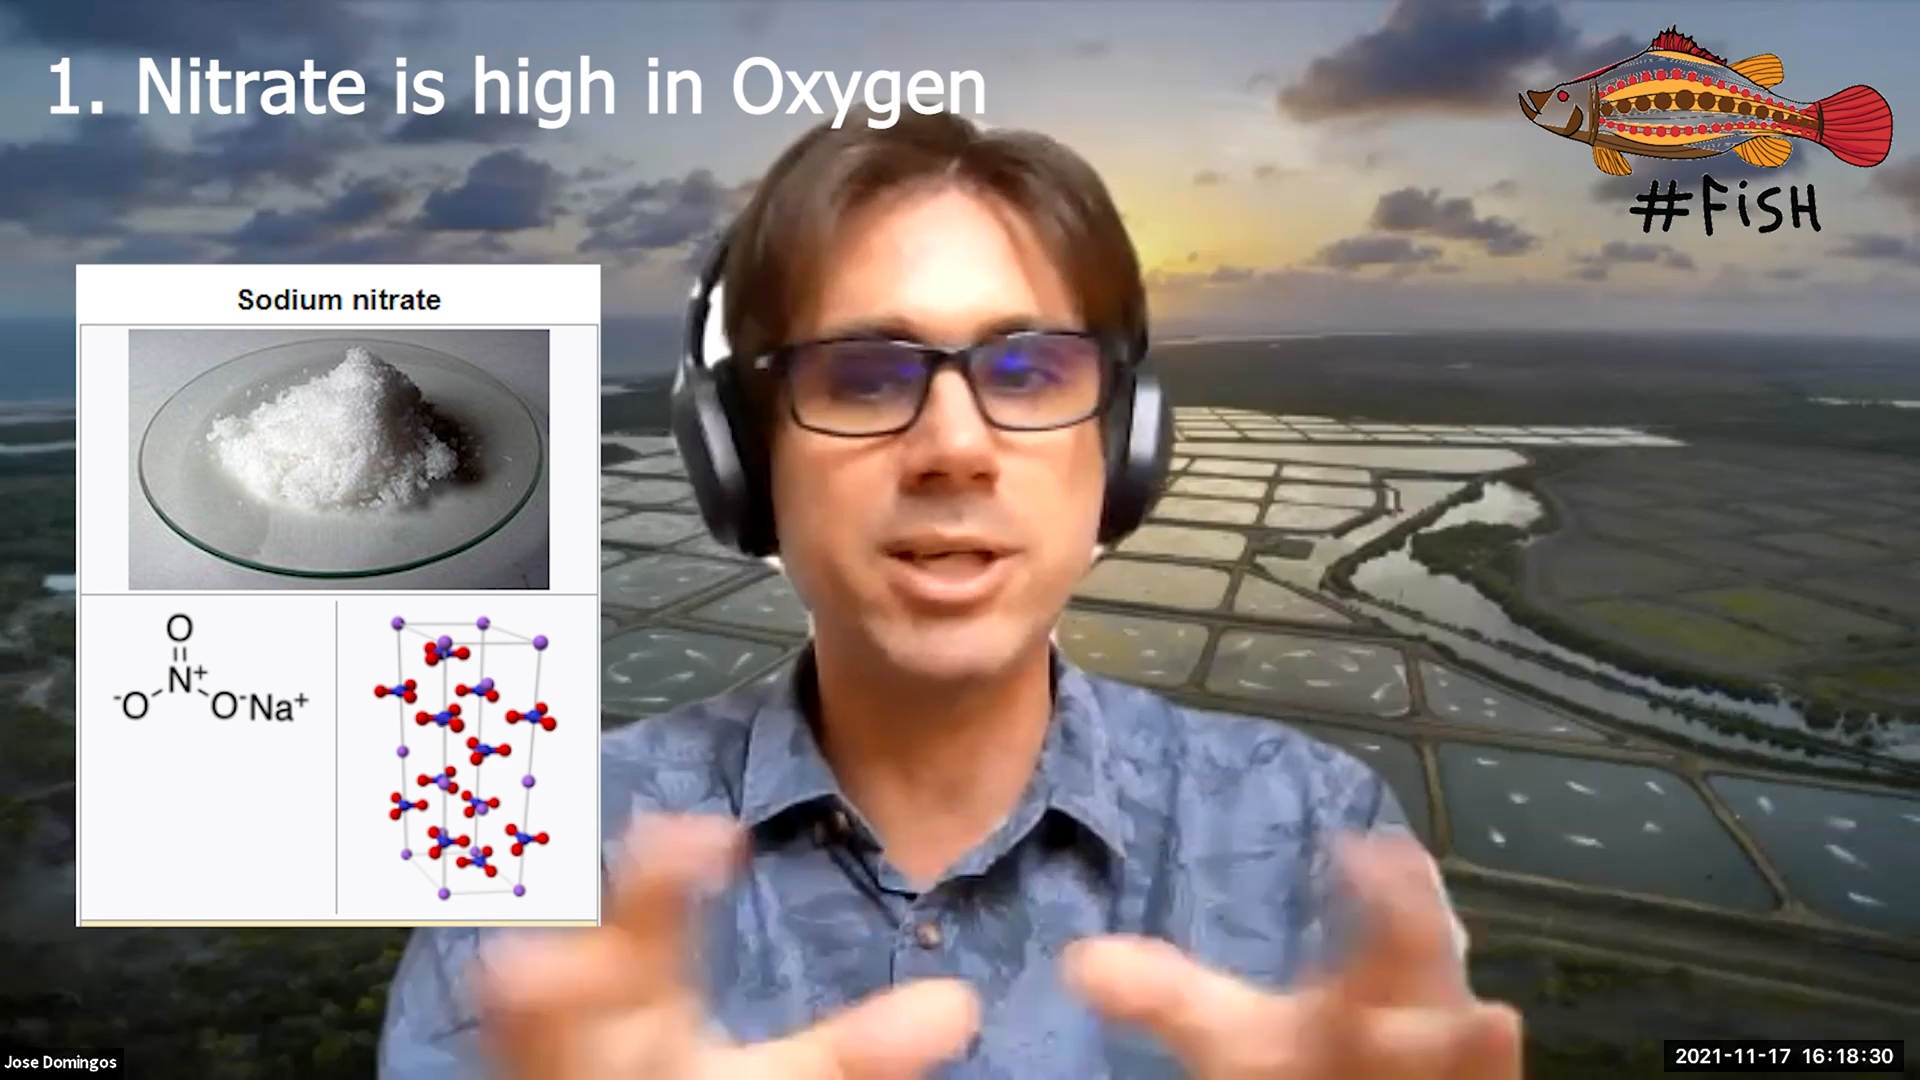 1. Nitrate is high in Oxygen
#FiSH
Sodium nitrate
O
N+
-O
O-Na+
Jose Domingos
2021-11-17 16:18:30